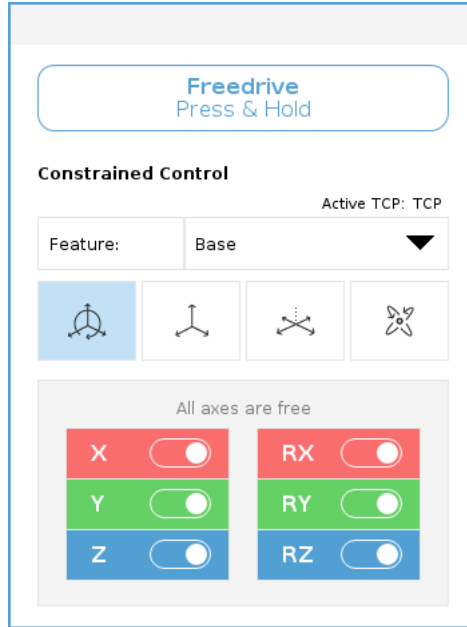 Freedrive
Press & Hold
Constrained Control
Active TCP: TCP
Feature: Base
All axes are free
X RX
Y RY
Z RZ